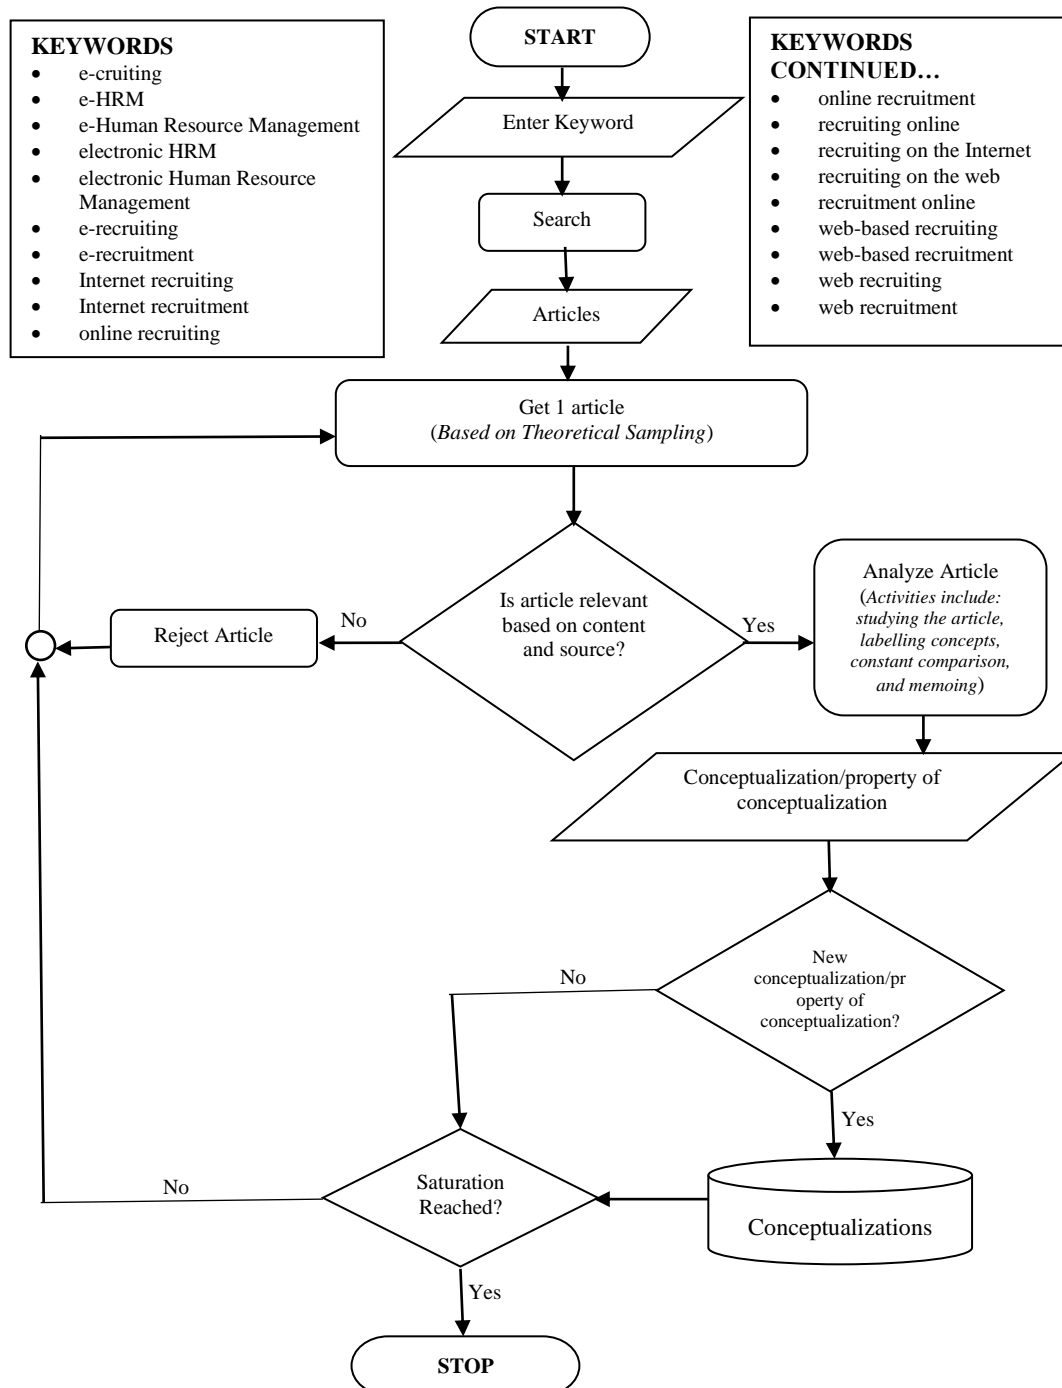 KEYWORDS
• e-cruiting
• e-HRM
• e-Human Resource Management
• electronic HRM
• electronic Human Resource
Management
• e-recruiting
• e-recruitment
• Internet recruiting
• Internet recruitment
• online recruiting
START
Enter Keyword
Search
Articles
KEYWORDS
CONTINUED…
• online recruitment
• recruiting online
• recruiting on the Internet
• recruiting on the web
• recruitment online
• web-based recruiting
• web-based recruitment
• web recruiting
• web recruitment
Get 1 article
(Based on Theoretical Sampling)
Is article relevant
based on content
and source?
No
Reject Article
Yes
Analyze Article
(Activities include:
studying the article,
labelling concepts,
constant comparison,
and memoing)
Conceptualization/property of
conceptualization
New
conceptualization/pr
operty of
conceptualization?
No
Yes
Conceptualizations
Saturation
Reached?
No
Yes
STOP